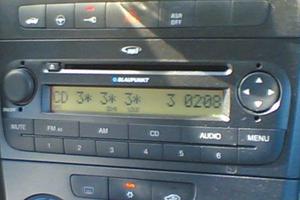 ASR
OFF
BLAUPUNKT
CD 3* 3* 3* 3 0208
MUTE FM AS AM CD AUDIO MENU
1 2 3 4 5 6